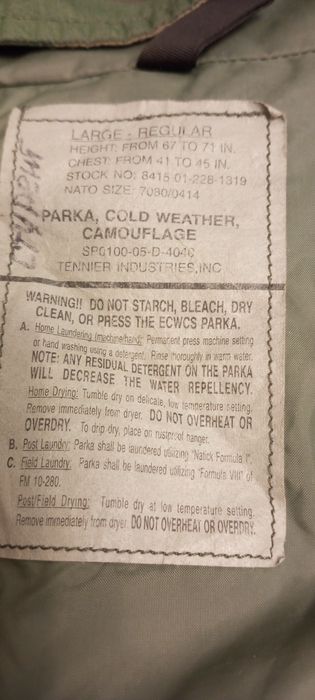 LARGE - REGULAR
HEIGHT: FROM 67 TO 71 IN.
CHEST: FROM 41 TO 45 IN.
STOCK NO: 8415-01-228-1319
NATO SIZE: 7080/0414
PARKA, COLD WEATHER,
CAMOUFLAGE
SP0100-05-D-4040
TENNIER INDUSTRIES,INC
WARNING!! DO NOT STARCH, BLEACH, DRY
CLEAN, OR PRESS THE ECWCS PARKA.
A. Home Laundering (machine/hand): Permanent press machine setting
or hand washing using a detergent. Rinse thoroughly in warm water.
NOTE: ANY RESIDUAL DETERGENT ON THE PARKA
WILL DECREASE THE WATER REPELLENCY.
Home Drying: Tumble dry on delicate, low temperature setting.
Remove immediately from dryer. DO NOT OVERHEAT OR
OVERDRY. To drip dry, place on rustproof hanger.
B. Post Laundry: Parka shall be laundered utilizing "Natick Formula I",
C. Field Laundry: Parka shall be laundered utilizing "Formula VIII" of
FM 10-280.
Post/Field Drying: Tumble dry at low temperature setting.
Remove immediately from dryer. DO NOT OVERHEAT OR OVERDRY.